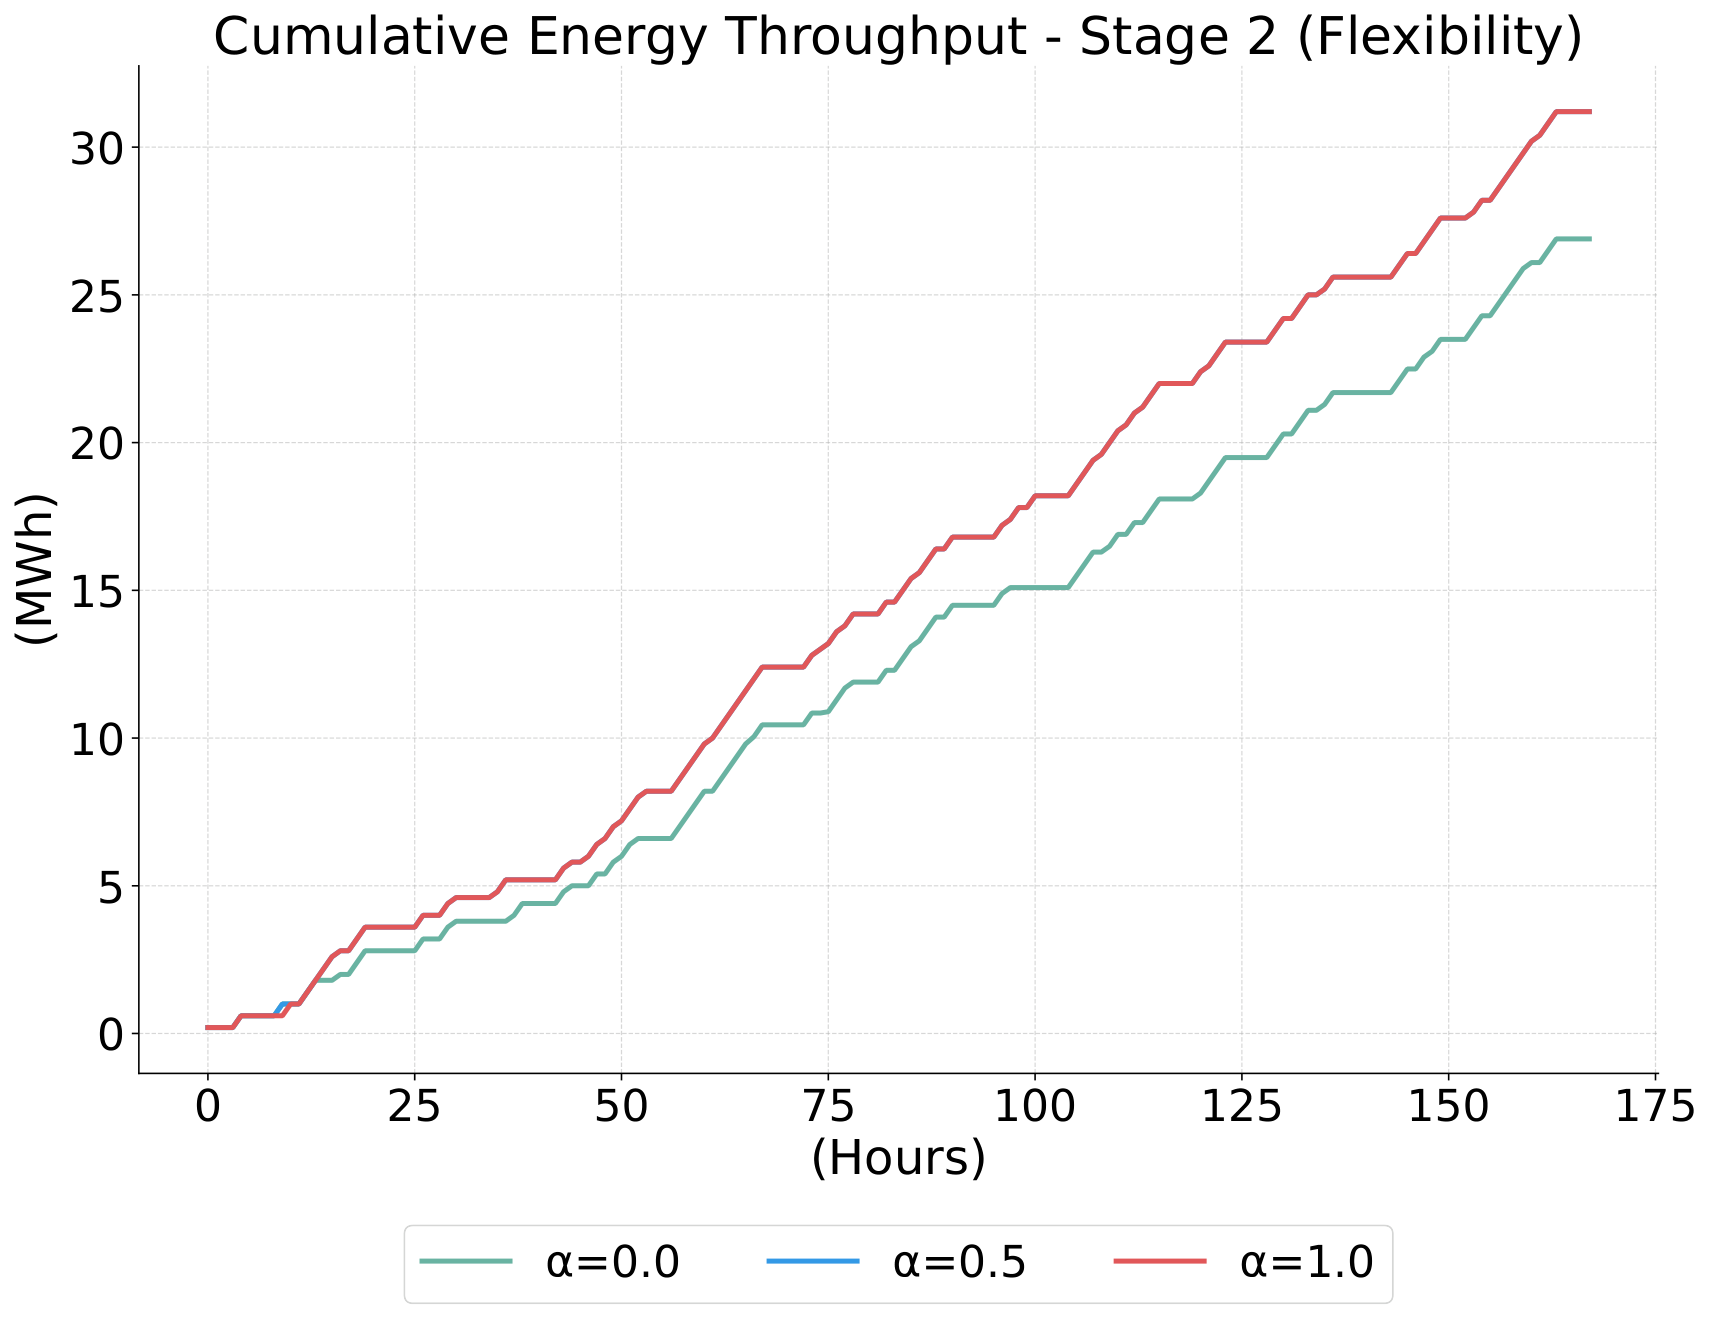 Cumulative Energy Throughput - Stage 2 (Flexibility)
(MWh)
30
25
20
15
10
5
0
0 25 50 75 100 125 150 175
(Hours)
α=0.0 α=0.5 α=1.0